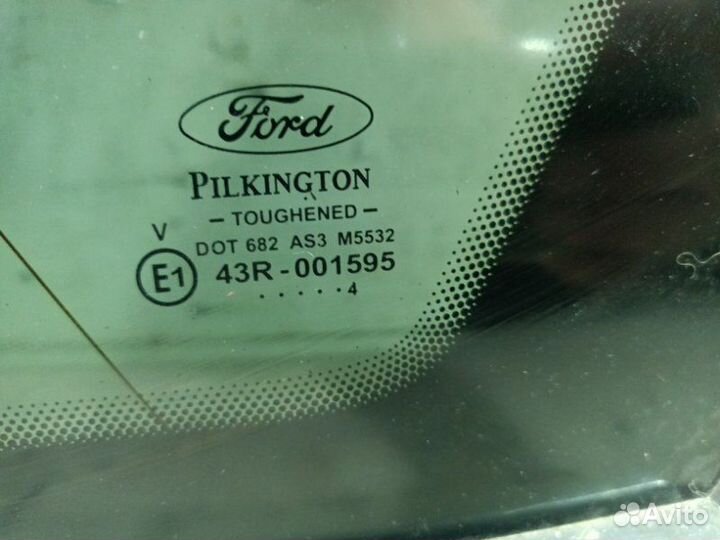 Ford
PILKINGTON
- TOUGHENED -
V
DOT 682 AS3 M5532
E1 43R-001595
.....4
Avito